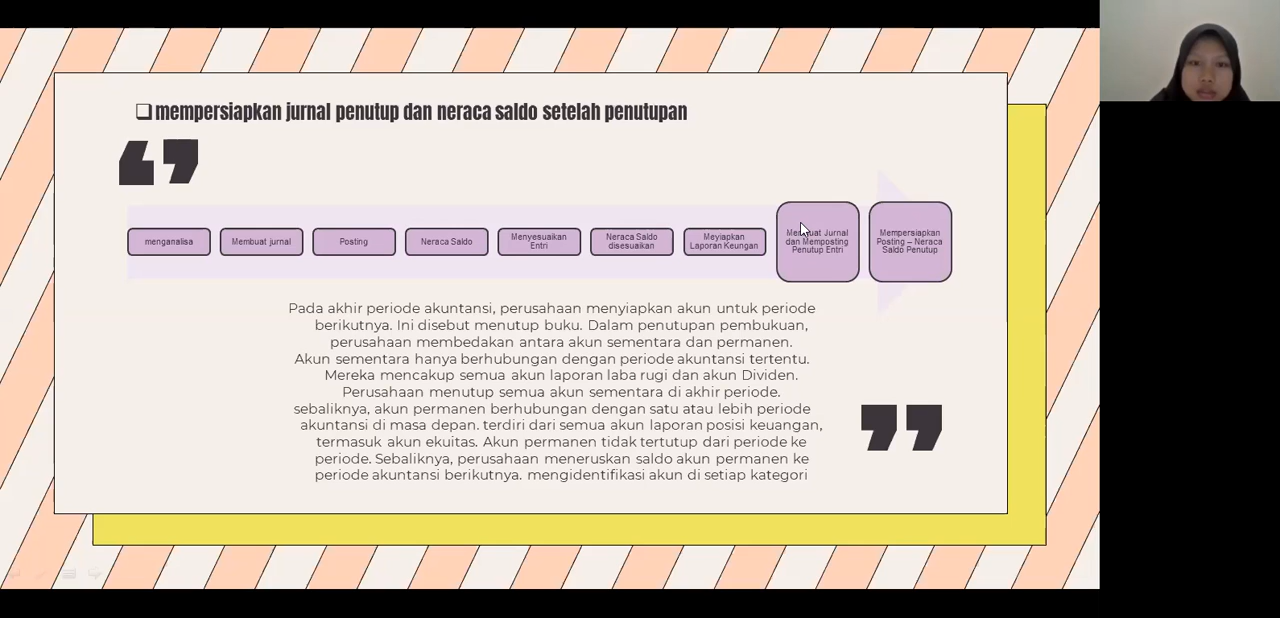 mempersiapkan jurnal penutup dan neraca saldo setelah penutupan
menganalisa
Membuat jurnal
Posting
Neraca Saldo
Menyesuaikan
Entri
Neraca Saldo
disesuaikan
Meyiapkan
Laporan Keungan
Membuat Jurnal
dan Memposting
Penutup Entri
Mempersiapkan
Posting – Neraca
Saldo Penutup
Pada akhir periode akuntansi, perusahaan menyiapkan akun untuk periode
berikutnya. Ini disebut menutup buku. Dalam penutupan pembukuan,
perusahaan membedakan antara akun sementara dan permanen.
Akun sementara hanya berhubungan dengan periode akuntansi tertentu.
Mereka mencakup semua akun laporan laba rugi dan akun Dividen.
Perusahaan menutup semua akun sementara di akhir periode.
sebaliknya, akun permanen berhubungan dengan satu atau lebih periode
akuntansi di masa depan. terdiri dari semua akun laporan posisi keuangan,
termasuk akun ekuitas. Akun permanen tidak tertutup dari periode ke
periode. Sebaliknya, perusahaan meneruskan saldo akun permanen ke
periode akuntansi berikutnya. mengidentifikasi akun di setiap kategori